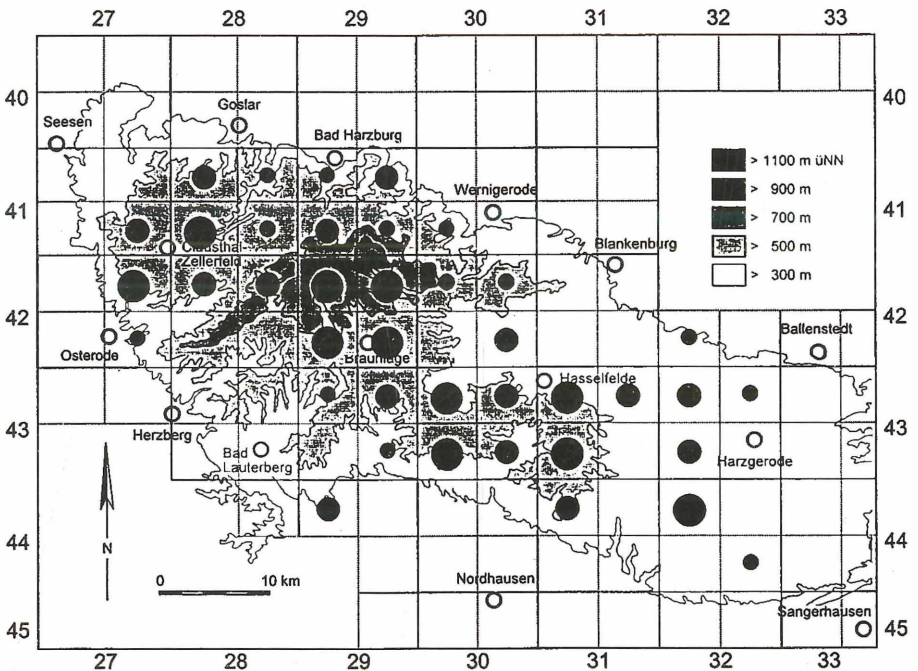 27 28 29 30 31 32 33
40 40
Seesen
Goslar
Bad Harzburg
> 1100 m üNN
> 900 m
> 700 m
> 500 m
> 300 m
Wernigerode
41 41
Clausthal
Zellerfeld
Blankenburg
42 42
Osterode
Braunlage
Ballenstedt
Hasselfelde
43 43
Herzberg
Bad
Lauterberg
Harzgerode
44 44
N
0 10 km
Nordhausen
Sangerhausen
45 45
27 28 29 30 31 32 33